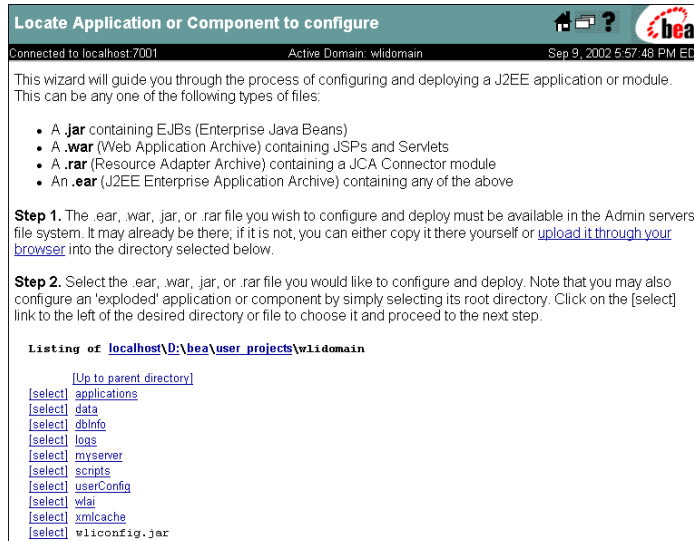 Locate Application or Component to configure
? bea
Connected to localhost:7001 Active Domain: wlidomain Sep 9, 2002 5:57:48 PM ED
This wizard will guide you through the process of configuring and deploying a J2EE application or module.
This can be any one of the following types of files:
• A .jar containing EJBs (Enterprise Java Beans)
• A .war (Web Application Archive) containing JSPs and Servlets
• A .rar (Resource Adapter Archive) containing a JCA Connector module
• An .ear (J2EE Enterprise Application Archive) containing any of the above
Step 1. The .ear, .war, .jar, or .rar file you wish to configure and deploy must be available in the Admin servers
file system. It may already be there; if it is not, you can either copy it there yourself or upload it through your
browser into the directory selected below.
Step 2. Select the .ear, .war, .jar, or .rar file you would like to configure and deploy. Note that you may also
configure an 'exploded' application or component by simply selecting its root directory. Click on the [select]
link to the left of the desired directory or file to choose it and proceed to the next step.
Listing of localhost\D:\bea\user_projects\wlidomain
[Up to parent directory]
[select] applications
[select] data
[select] dbInfo
[select] logs
[select] myserver
[select] scripts
[select] userConfig
[select] wlai
[select] xmlcache
[select] wliconfig.jar